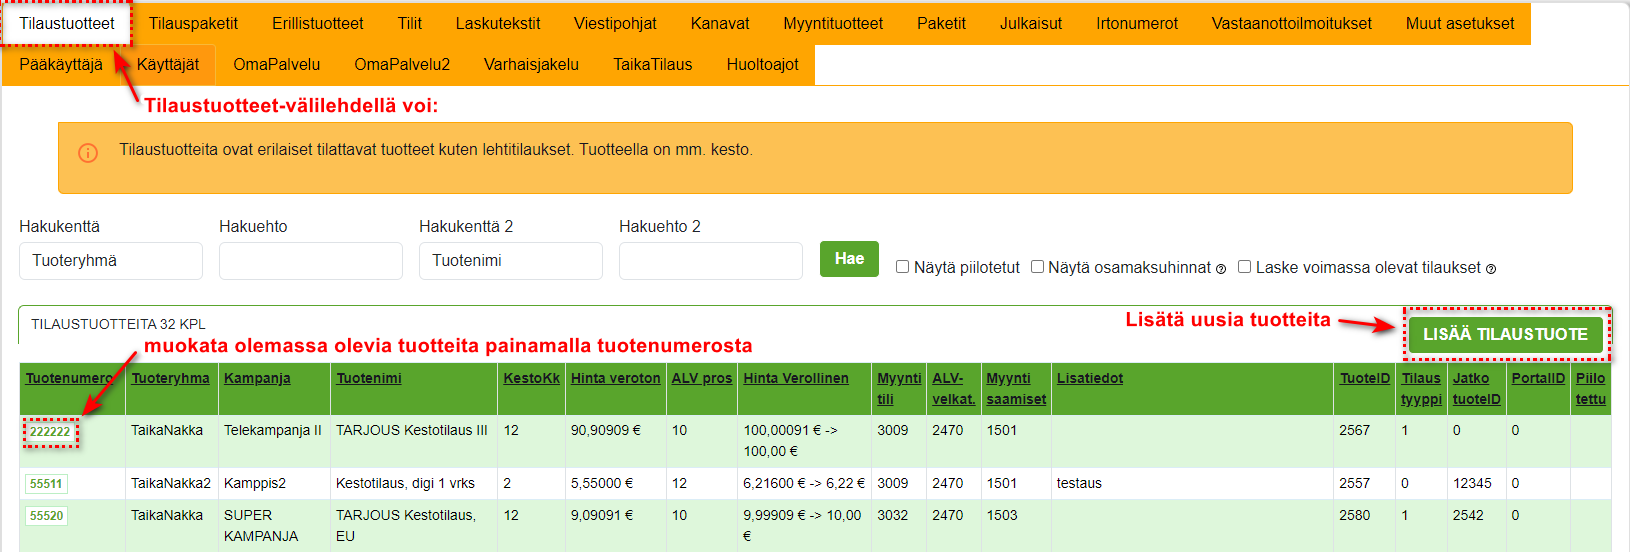 Tilaustuotteet Tilauspaketit Erillistuotteet Tilit Laskutekstit Viestipohjat Kanavat Myyntituotteet Paketit Julkaisut Irtonumerot Vastaanottoilmoitukset Muut asetukset
Pääkäyttäjä Käyttäjät OmaPalvelu OmaPalvelu2 Varhaisjakelu TaikaTilaus Huoltoajot
Tilaustuotteet-välilehdellä voi:
Tilaustuotteita ovat erilaiset tilattavat tuotteet kuten lehtitilaukset. Tuotteella on mm. kesto.
Hakukenttä Hakuehto Hakukenttä 2 Hakuehto 2
Tuoteryhmä Tuotenimi Hae Näytä piilotetut Näytä osamaksuhinnat Laske voimassa olevat tilaukset
Lisätä uusia tuotteita
TILAUSTUOTTEITA 32 KPL LISÄÄ TILAUSTUOTE
muokata olemassa olevia tuotteita painamalla tuotenumerosta
Tuotenumero Tuoteryhma Kampanja Tuotenimi KestoKk Hinta veroton ALV pros Hinta Verollinen Myynti ALV- Myynti Lisatiedot TuoteID Tilaus Jatko PortalID Piilo
tili velkat. saamiset tyyppi tuoteID tettu
222222 TaikaNakka Telekampanja II TARJOUS Kestotilaus III 12 90,90909 € 10 100,00091 € -> 3009 2470 1501 2567 1 0 0
100,00 €
55511 TaikaNakka2 Kamppis2 Kestotilaus, digi 1 vrks 2 5,55000 € 12 6,21600 € -> 6,22 € 3009 2470 1501 testaus 2557 0 12345 0
55520 TaikaNakka SUPER TARJOUS Kestotilaus, 12 9,09091 € 10 9,99909 € -> 10,00 3032 2470 1503 2580 1 2542 0
KAMPANJA EU €